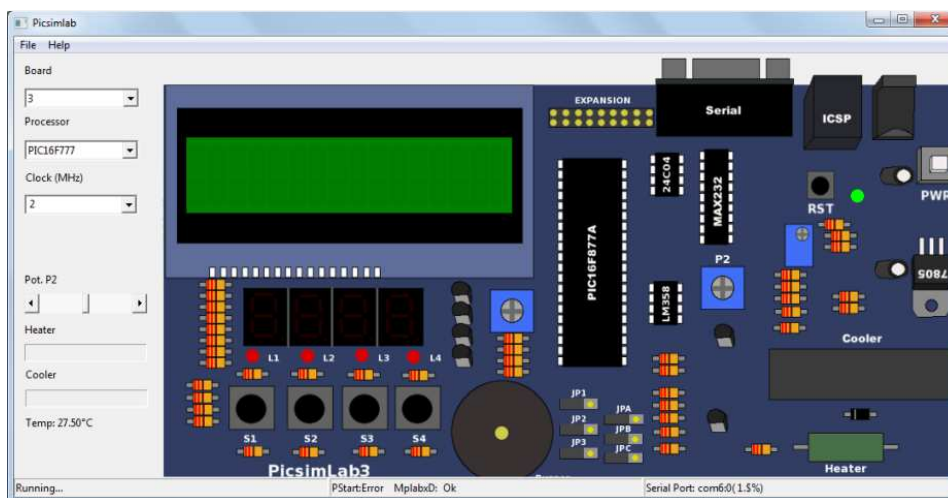 Picsimlab
File Help
Board
3
Processor
PIC16F777
Clock (MHz)
2
Pot. P2
Heater
Cooler
Temp: 27.50°C
EXPANSION
Serial
ICSP
24C04
MAX232
RST
PWR
PIC16F877A
P2
7805
LM358
Cooler
L1 L2 L3 L4
JP1
JPA
JP2
JPB
JP3
JPC
S1 S2 S3 S4
PicsimLab3
Heater
Running...
PStart:Error MplabxD: Ok
Serial Port: com6:0( 1.5%)